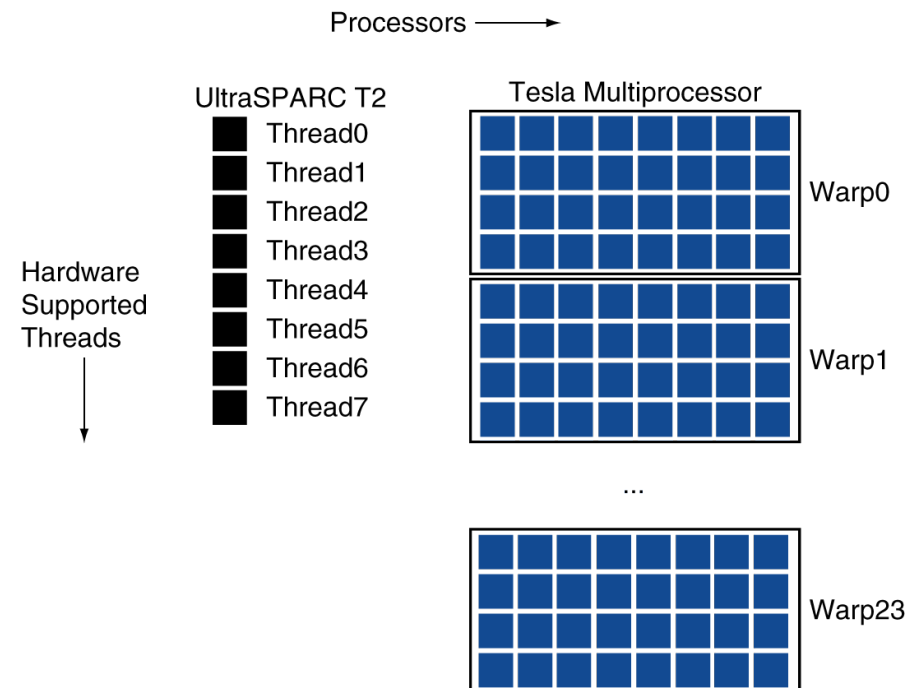 Processors
UltraSPARC T2
Tesla Multiprocessor
Thread0
Thread1
Thread2
Thread3
Thread4
Thread5
Thread6
Thread7
Hardware
Supported
Threads
Warp0
Warp1
...
Warp23